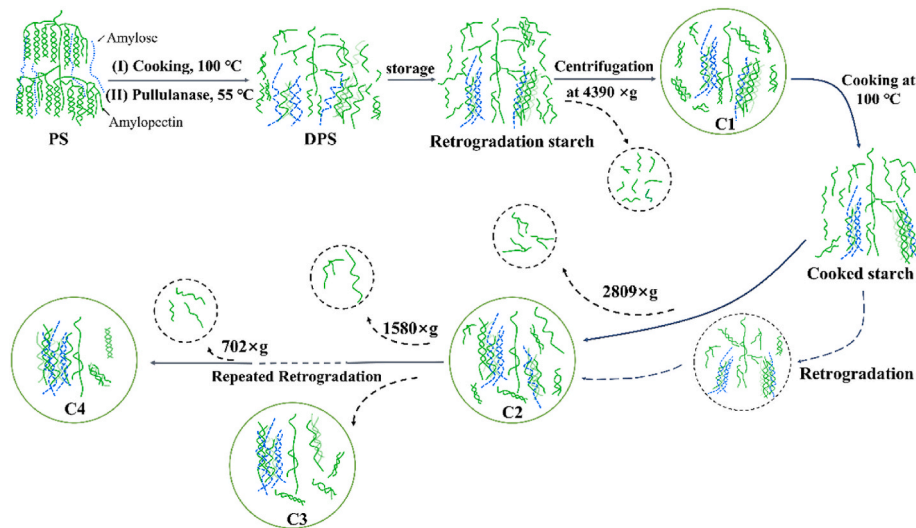 Amylose
(I) Cooking, 100 °C
(II) Pullulanase, 55 °C
Amylopectin
PS
DPS
storage
Retrogradation starch
Centrifugation
at 4390 ×g
C1
Cooking at
100 °C
Cooked starch
2809×g
Retrogradation
C2
1580×g
702×g
Repeated Retrogradation
C4
C3